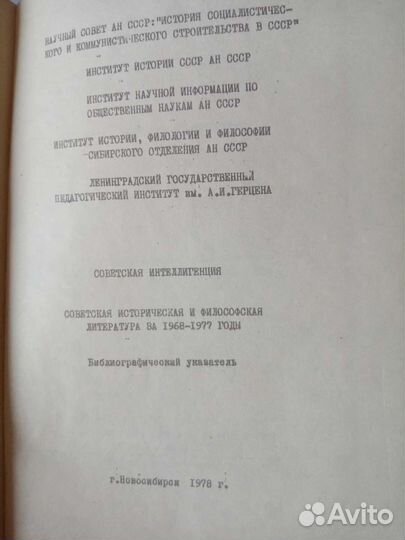 НАУЧНЫЙ СОВЕТ АН СССР: "ИСТОРИЯ СОЦИАЛИСТИЧЕС-
КОГО И КОММУНИСТИЧЕСКОГО СТРОИТЕЛЬСТВА В СССР"
ИНСТИТУТ ИСТОРИИ СССР АН СССР
ИНСТИТУТ НАУЧНОЙ ИНФОРМАЦИИ ПО
ОБЩЕСТВЕННЫМ НАУКАМ АН СССР
ИНСТИТУТ ИСТОРИИ, ФИЛОЛОГИИ И ФИЛОСОФИИ
-СИБИРСКОГО ОТДЕЛЕНИЯ АН СССР
ЛЕНИНГРАДСКИЙ ГОСУДАРСТВЕННЫЙ
ПЕДАГОГИЧЕСКИЙ ИНСТИТУТ им. А.И.ГЕРЦЕНА
СОВЕТСКАЯ ИНТЕЛЛИГЕНЦИЯ
СОВЕТСКАЯ ИСТОРИЧЕСКАЯ И ФИЛОСОФСКАЯ
ЛИТЕРАТУРА ЗА 1968-1977 ГОДЫ
Библиографический указатель
г.Новосибирск 1978 г.
Avito